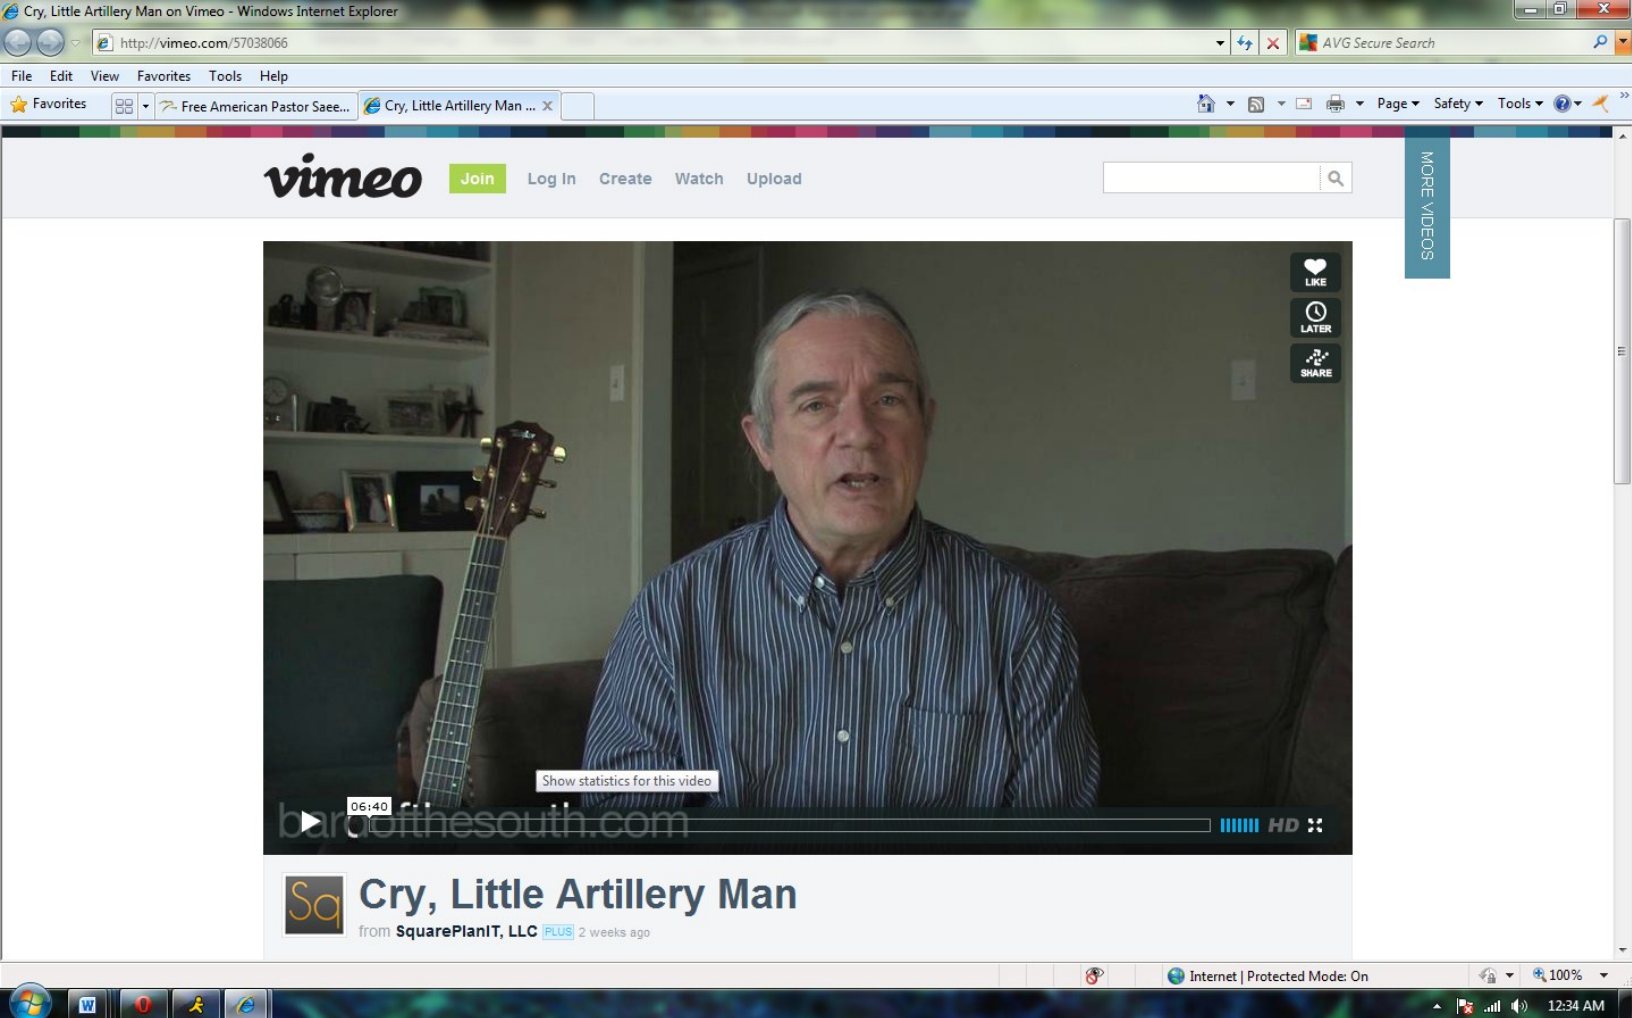 Cry, Little Artillery Man on Vimeo - Windows Internet Explorer
http://vimeo.com/57038066
AVG Secure Search
File Edit View Favorites Tools Help
Favorites
Free American Pastor Saee...
Cry, Little Artillery Man ...
Page Safety Tools
vimeo
Join Log In Create Watch Upload
MORE VIDEOS
LIKE
LATER
SHARE
Show statistics for this video
06:40
bardofthesouth.com
HD
Sq
Cry, Little Artillery Man
from SquarePlanIT, LLC PLUS 2 weeks ago
Internet | Protected Mode: On
100%
12:34 AM